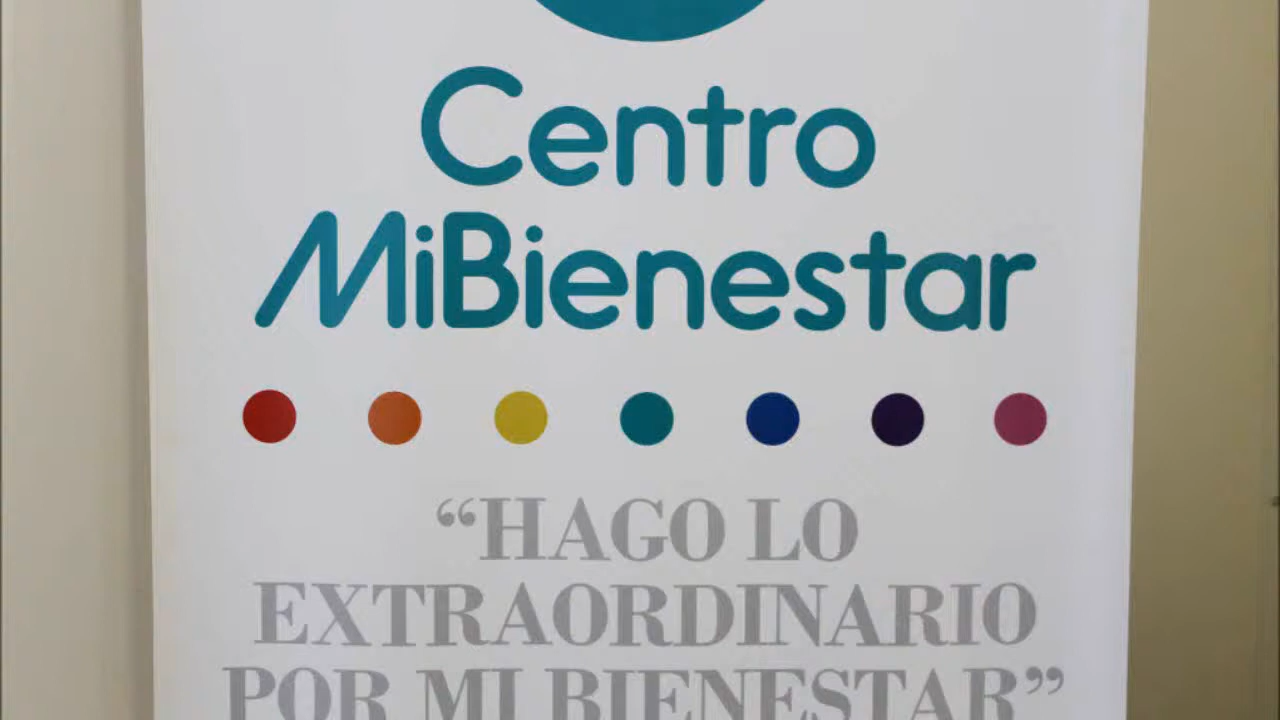 Centro
MiBienestar
“HAGO LO
EXTRAORDINARIO
POR MI BIENESTAR”